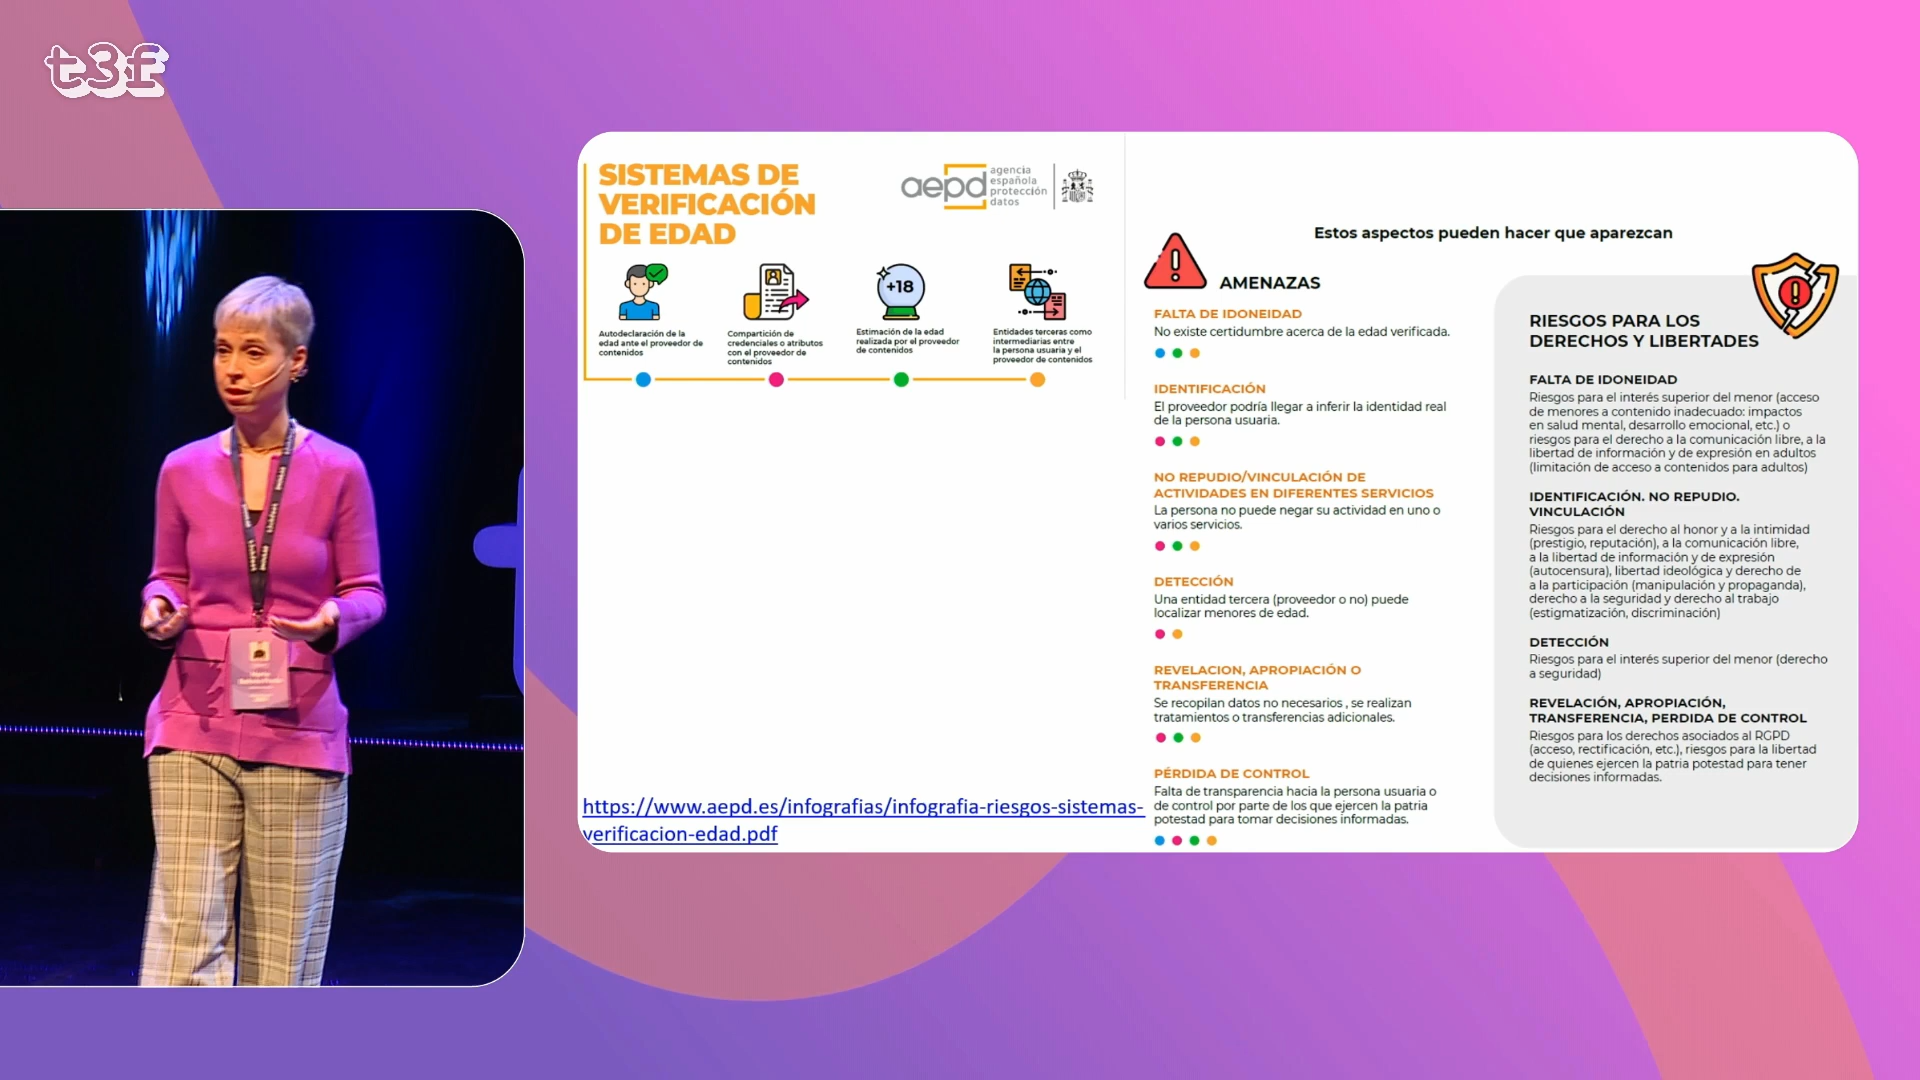 t3f
SISTEMAS DE
VERIFICACIÓN
DE EDAD
aepd
agencia
española
protección
datos
Autodeclaración de la
edad ante el proveedor de
contenidos
Compartición de
credenciales o atributos
con el proveedor de
contenidos
+18
Estimación de la edad
realizada por el proveedor
de contenidos
Entidades terceras como
intermediarias entre
la persona usuaria y el
proveedor de contenidos
https://www.aepd.es/infografias/infografia-riesgos-sistemas-
verificacion-edad.pdf
Estos aspectos pueden hacer que aparezcan
AMENAZAS
FALTA DE IDONEIDAD
No existe certidumbre acerca de la edad verificada.
IDENTIFICACIÓN
El proveedor podría llegar a inferir la identidad real
de la persona usuaria.
NO REPUDIO/VINCULACIÓN DE
ACTIVIDADES EN DIFERENTES SERVICIOS
La persona no puede negar su actividad en uno o
varios servicios.
DETECCIÓN
Una entidad tercera (proveedor o no) puede
localizar menores de edad.
REVELACION, APROPIACIÓN O
TRANSFERENCIA
Se recopilan datos no necesarios , se realizan
tratamientos o transferencias adicionales.
PÉRDIDA DE CONTROL
Falta de transparencia hacia la persona usuaria o
de control por parte de los que ejercen la patria
potestad para tomar decisiones informadas.
RIESGOS PARA LOS
DERECHOS Y LIBERTADES
FALTA DE IDONEIDAD
Riesgos para el interés superior del menor (acceso
de menores a contenido inadecuado: impactos
en salud mental, desarrollo emocional, etc.) o
riesgos para el derecho a la comunicación libre, a la
libertad de información y de expresión en adultos
(limitación de acceso a contenidos para adultos)
IDENTIFICACIÓN. NO REPUDIO.
VINCULACIÓN
Riesgos para el derecho al honor y a la intimidad
(prestigio, reputación), a la comunicación libre,
a la libertad de información y de expresión
(autocensura), libertad ideológica y derecho de
a la participación (manipulación y propaganda),
derecho a la seguridad y derecho al trabajo
(estigmatización, discriminación)
DETECCIÓN
Riesgos para el interés superior del menor (derecho
a seguridad)
REVELACIÓN, APROPIACIÓN,
TRANSFERENCIA, PERDIDA DE CONTROL
Riesgos para los derechos asociados al RGPD
(acceso, rectificación, etc.), riesgos para la libertad
de quienes ejercen la patria potestad para tener
decisiones informadas.